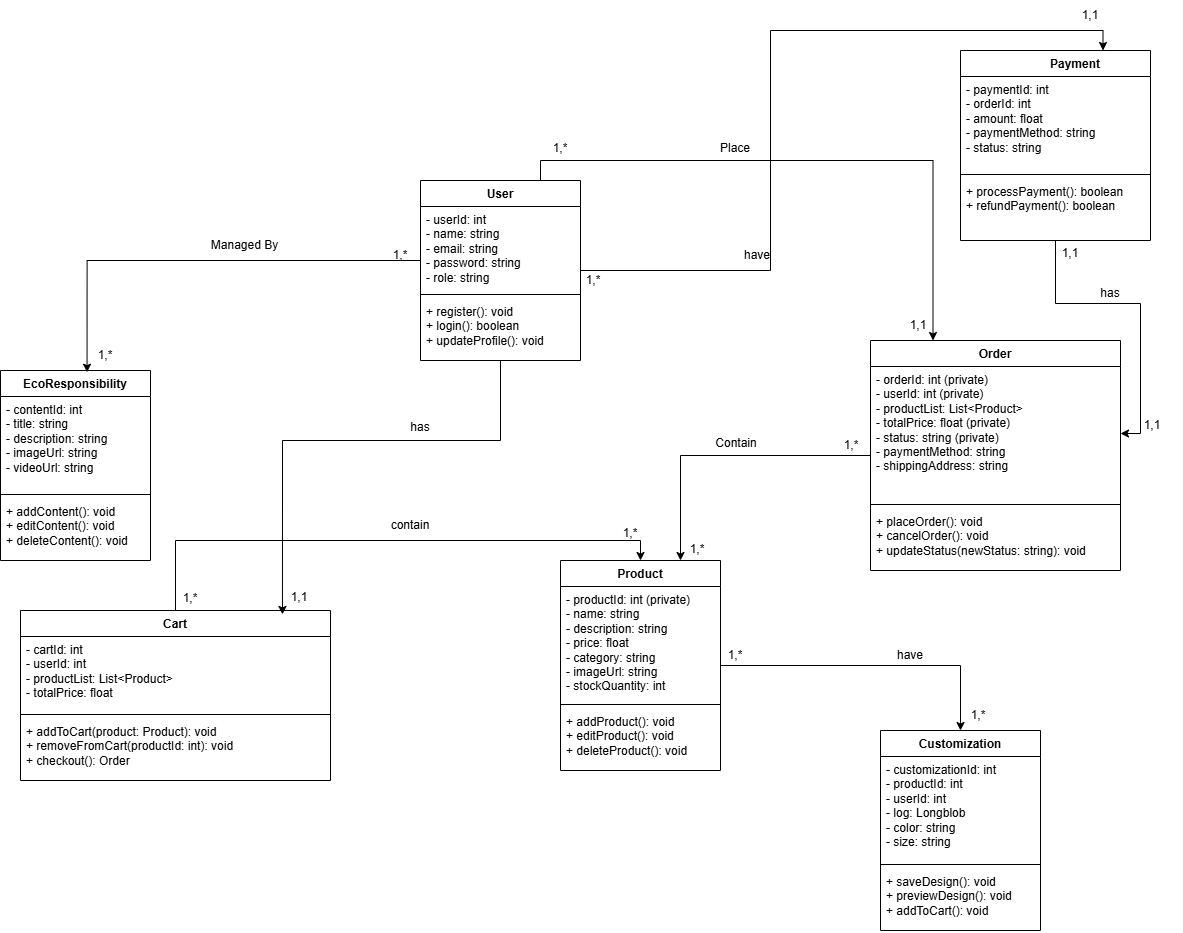 1,1
Payment
- paymentId: int
- orderId: int
- amount: float
- paymentMethod: string
- status: string
+ processPayment(): boolean
+ refundPayment(): boolean
1,*
Place
User
- userId: int
- name: string
- email: string
- password: string
- role: string
+ register(): void
+ login(): boolean
+ updateProfile(): void
Managed By
1,*
have
1,*
1,1
has
1,1
1,1
Order
- orderId: int (private)
- userId: int (private)
- productList: List<Product>
- totalPrice: float (private)
- status: string (private)
- paymentMethod: string
- shippingAddress: string
+ placeOrder(): void
+ cancelOrder(): void
+ updateStatus(newStatus: string): void
1,*
EcoResponsibility
- contentId: int
- title: string
- description: string
- imageUrl: string
- videoUrl: string
+ addContent(): void
+ editContent(): void
+ deleteContent(): void
has
Contain
1,*
contain
1,*
1,*
1,*
1,1
Cart
- cartId: int
- userId: int
- productList: List<Product>
- totalPrice: float
+ addToCart(product: Product): void
+ removeFromCart(productId: int): void
+ checkout(): Order
Product
- productId: int (private)
- name: string
- description: string
- price: float
- category: string
- imageUrl: string
- stockQuantity: int
+ addProduct(): void
+ editProduct(): void
+ deleteProduct(): void
1,*
have
1,*
Customization
- customizationId: int
- productId: int
- userId: int
- log: Longblob
- color: string
- size: string
+ saveDesign(): void
+ previewDesign(): void
+ addToCart(): void